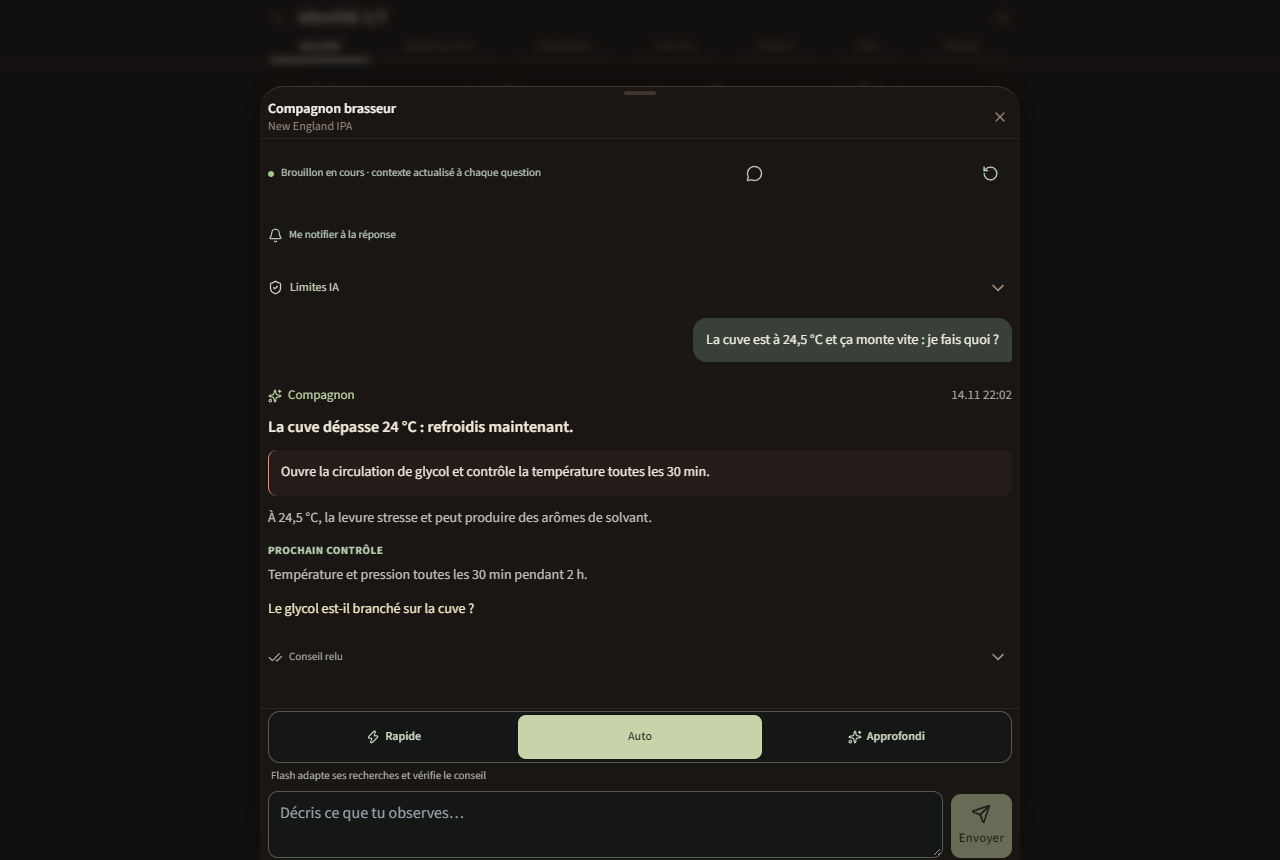 Compagnon brasseur
New England IPA
Brouillon en cours · contexte actualisé à chaque question
Me notifier à la réponse
Limites IA
La cuve est à 24,5 °C et ça monte vite : je fais quoi ?
Compagnon
14.11 22:02
La cuve dépasse 24 °C : refroidis maintenant.
Ouvre la circulation de glycol et contrôle la température toutes les 30 min.
À 24,5 °C, la levure stresse et peut produire des arômes de solvant.
PROCHAIN CONTRÔLE
Température et pression toutes les 30 min pendant 2 h.
Le glycol est-il branché sur la cuve ?
Conseil relu
Rapide
Auto
Approfondi
Flash adapte ses recherches et vérifie le conseil
Décris ce que tu observes…
Envoyer